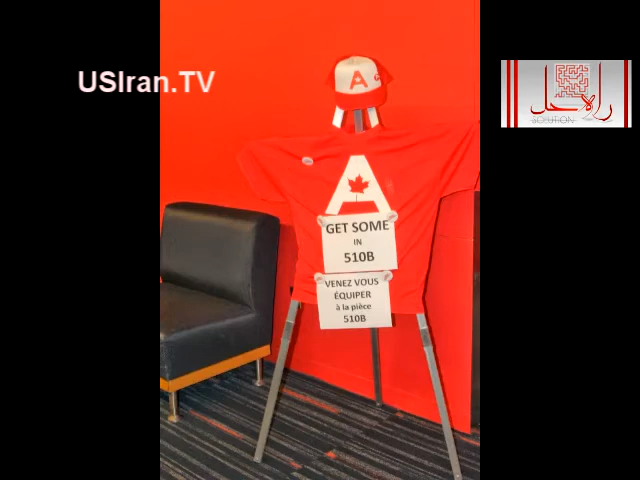 USIran.TV
راه حل
SOLUTION
A
A
GET SOME
IN
510B
VENEZ VOUS
ÉQUIPER
à la pièce
510B